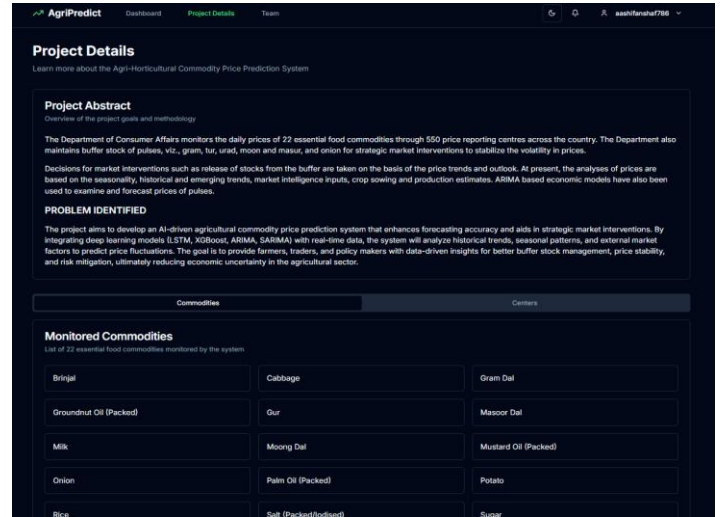 AgriPredict Dashboard Project Details Team aashifanshaf786
Project Details
Learn more about the Agri-Horticultural Commodity Price Prediction System
Project Abstract
Overview of the project goals and methodology
The Department of Consumer Affairs monitors the daily prices of 22 essential food commodities through 550 price reporting centres across the country. The Department also
maintains buffer stock of pulses, viz., gram, tur, urad, moon and masur, and onion for strategic market interventions to stabilize the volatility in prices.
Decisions for market interventions such as release of stocks from the buffer are taken on the basis of the price trends and outlook. At present, the analyses of prices are
based on the seasonality, historical and emerging trends, market intelligence inputs, crop sowing and production estimates. ARIMA based economic models have also been
used to examine and forecast prices of pulses.
PROBLEM IDENTIFIED
The project aims to develop an AI-driven agricultural commodity price prediction system that enhances forecasting accuracy and aids in strategic market interventions. By
integrating deep learning models (LSTM, XGBoost, ARIMA, SARIMA) with real-time data, the system will analyze historical trends, seasonal patterns, and external market
factors to predict price fluctuations. The goal is to provide farmers, traders, and policy makers with data-driven insights for better buffer stock management, price stability,
and risk mitigation, ultimately reducing economic uncertainty in the agricultural sector.
Commodities Centers
Monitored Commodities
List of 22 essential food commodities monitored by the system
Brinjal Cabbage Gram Dal
Groundnut Oil (Packed) Gur Masoor Dal
Milk Moong Dal Mustard Oil (Packed)
Onion Palm Oil (Packed) Potato
Rice Salt (Packed/Iodised) Sugar